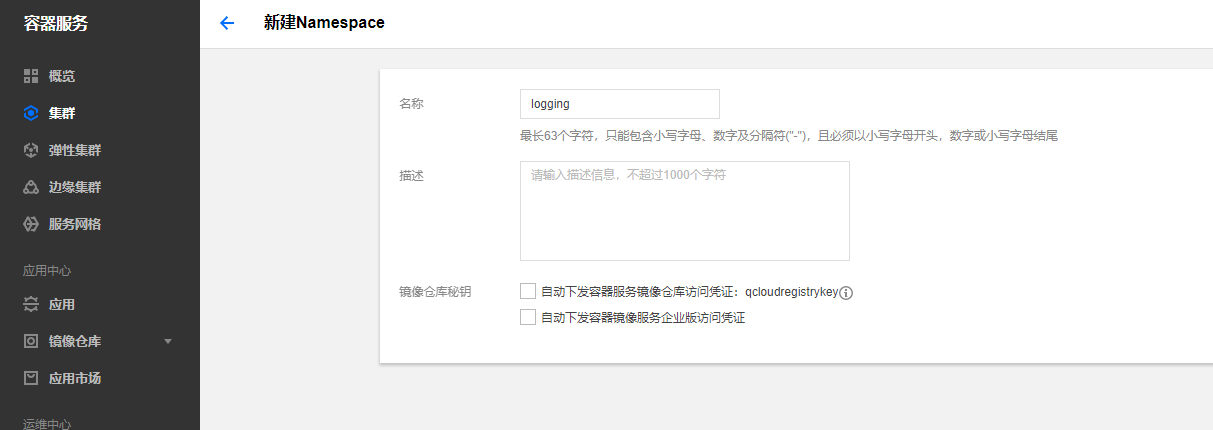 容器服务
新建Namespace
概览
集群
弹性集群
边缘集群
服务网格
应用中心
应用
镜像仓库
应用市场
运维中心
名称
logging
最长63个字符，只能包含小写字母、数字及分隔符("-")，且必须以小写字母开头，数字或小写字母结尾
描述
请输入描述信息，不超过1000个字符
镜像仓库秘钥
自动下发容器服务镜像仓库访问凭证：qcloudregistrykey
自动下发容器镜像服务企业版访问凭证